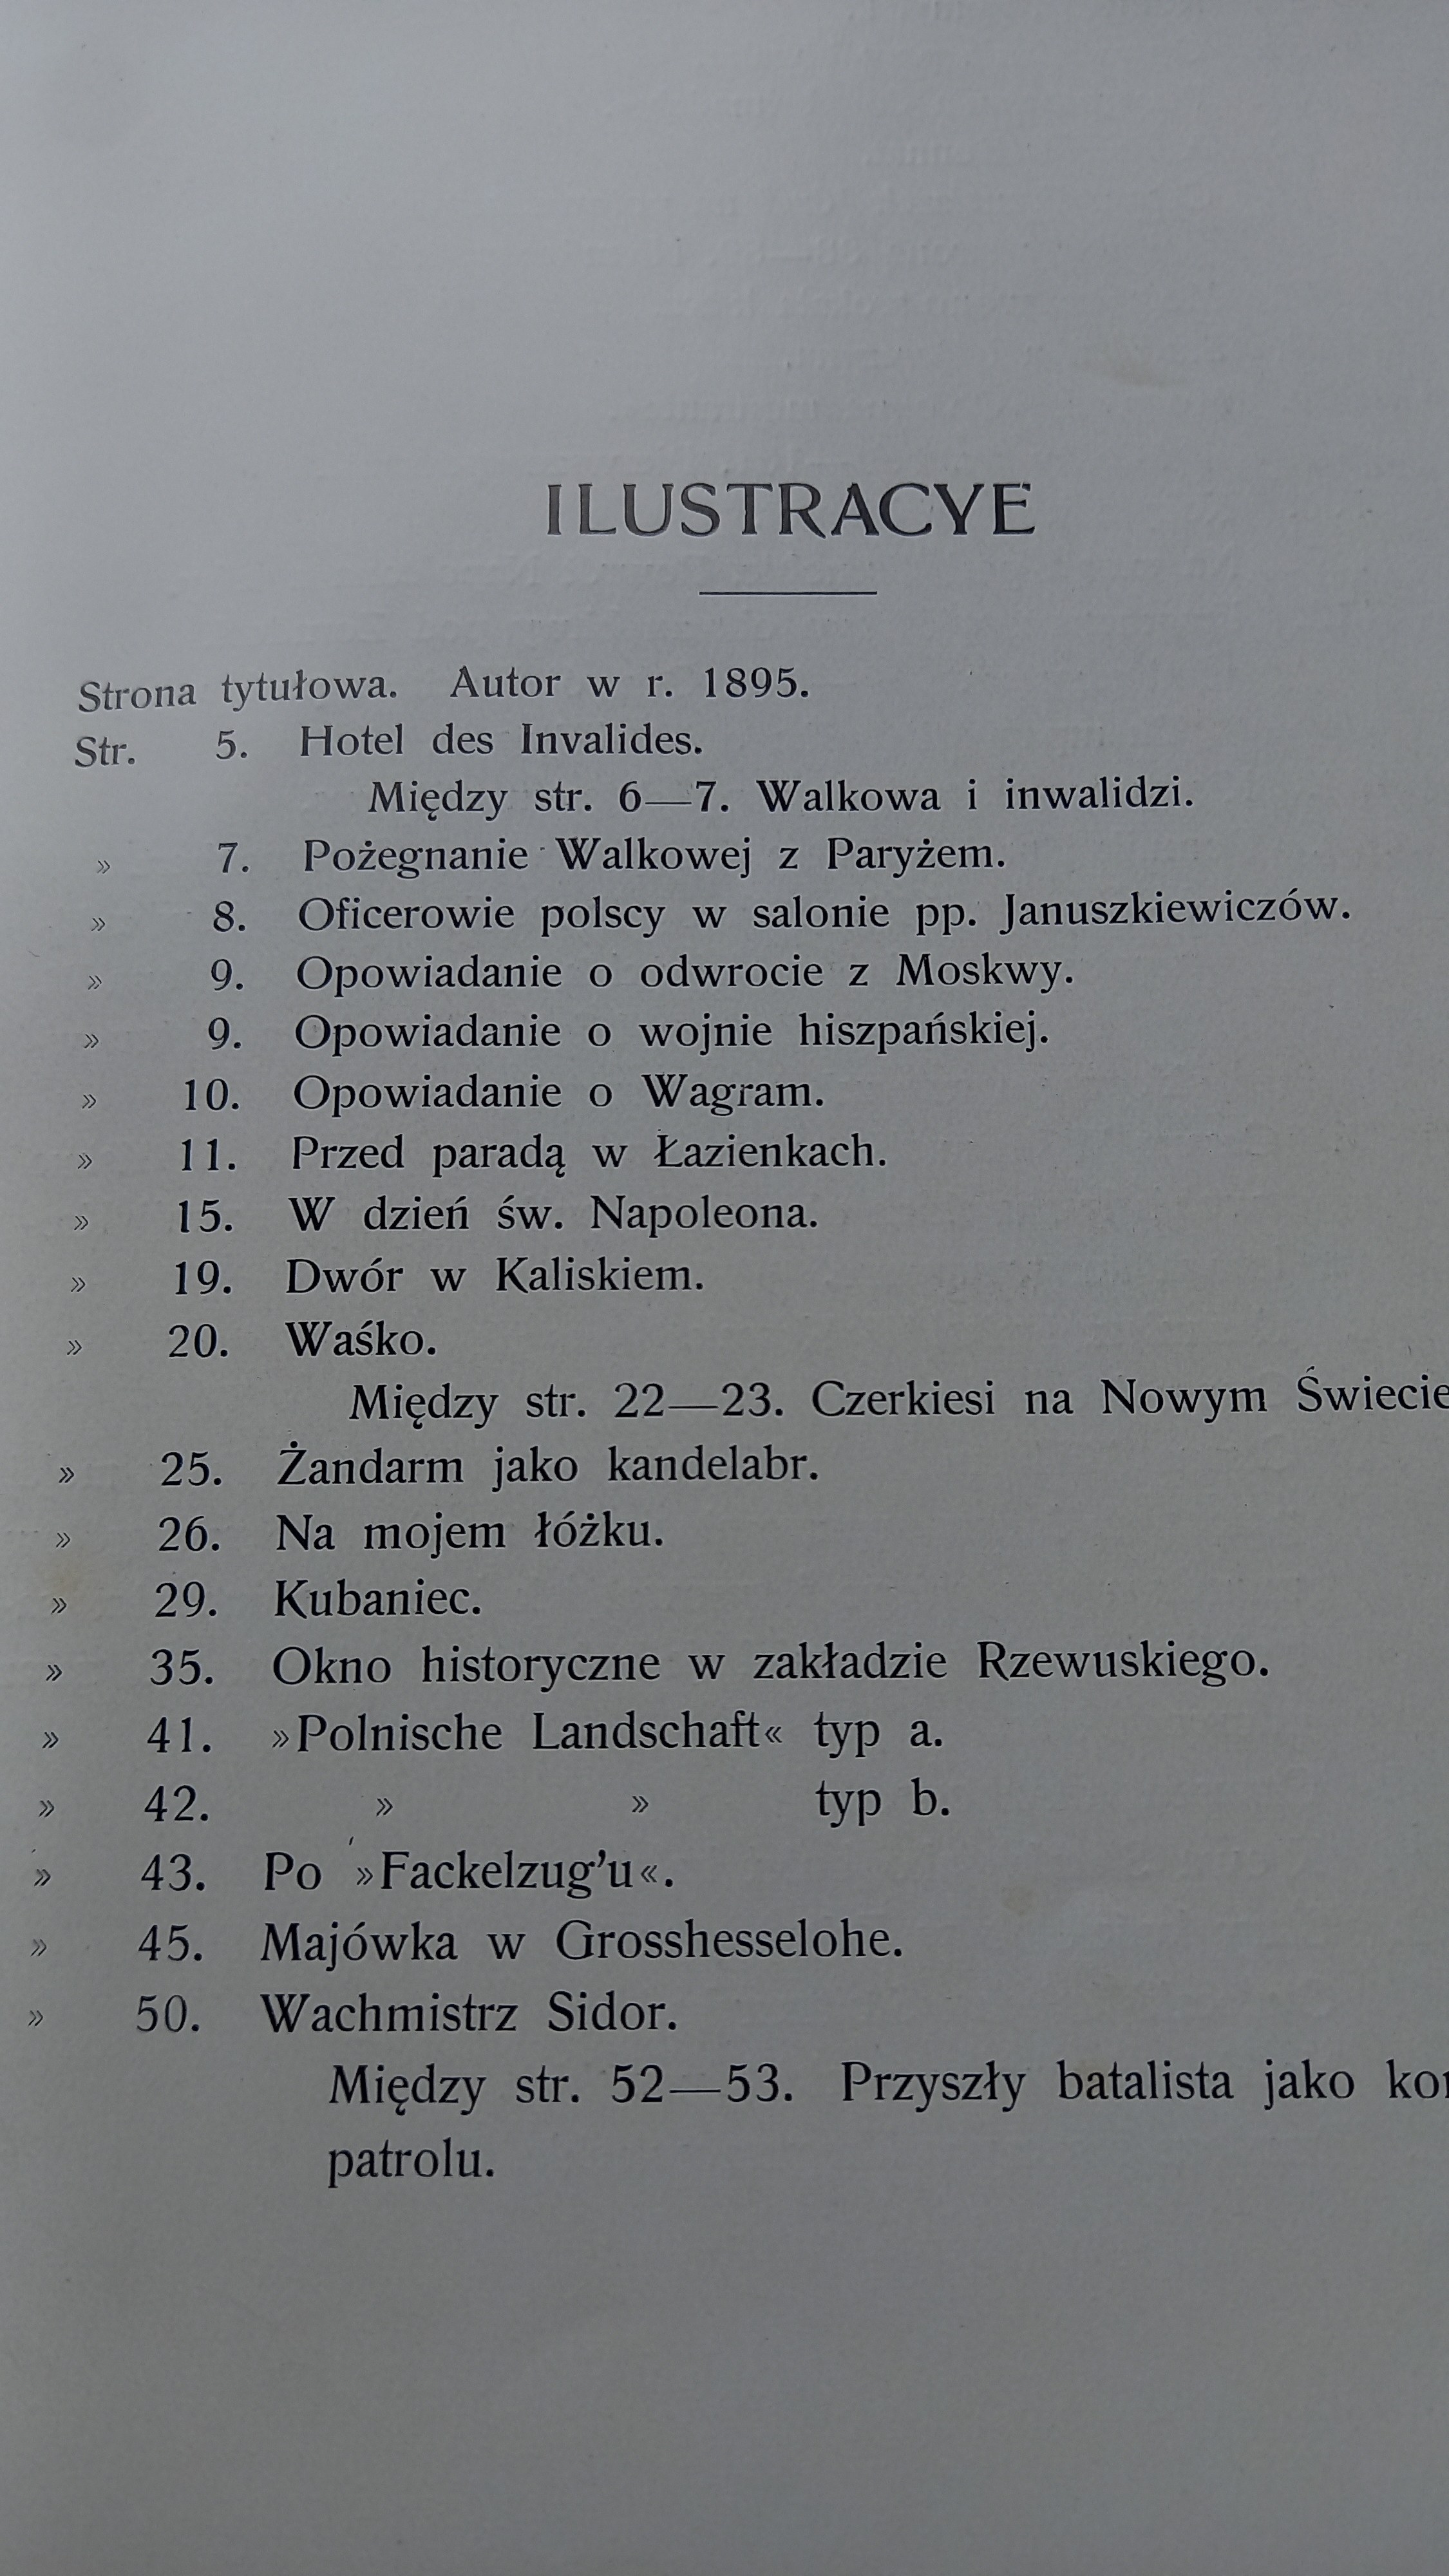 ILUSTRACYE
Strona tytułowa. Autor w r. 1895.
Str. 5. Hotel des Invalides.
Między str. 6—7. Walkowa i inwalidzi.
» 7. Pożegnanie Walkowej z Paryżem.
» 8. Oficerowie polscy w salonie pp. Januszkiewiczów.
» 9. Opowiadanie o odwrocie z Moskwy.
» 9. Opowiadanie o wojnie hiszpańskiej.
» 10. Opowiadanie o Wagram.
» 11. Przed paradą w Łazienkach.
» 15. W dzień św. Napoleona.
» 19. Dwór w Kaliskiem.
» 20. Waśko.
Między str. 22—23. Czerkiesi na Nowym Świecie
» 25. Żandarm jako kandelabr.
» 26. Na mojem łóżku.
» 29. Kubaniec.
» 35. Okno historyczne w zakładzie Rzewuskiego.
» 41. »Polnische Landschaft« typ a.
» 42. » » typ b.
» 43. Po »Fackelzug’u«.
» 45. Majówka w Grosshesselohe.
» 50. Wachmistrz Sidor.
Między str. 52—53. Przyszły batalista jako
patrolu.